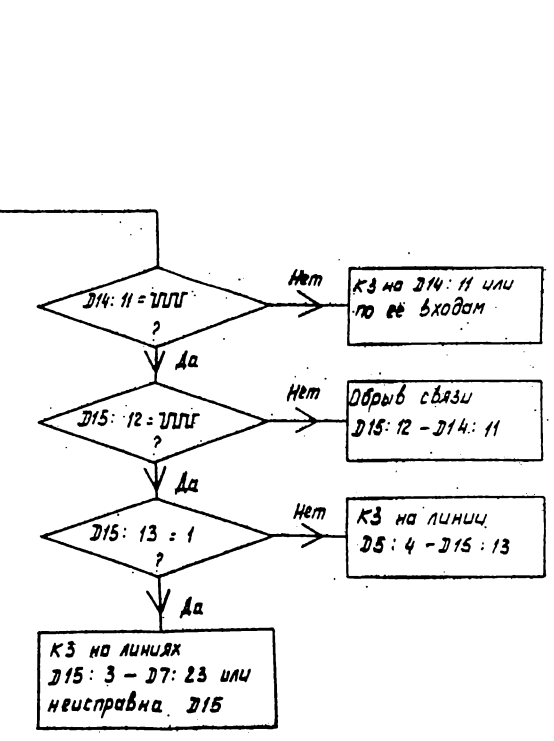 Нет
D14: 11 =
?
КЗ на D14: 11 или
по её входам
Да
Нет
D15: 12 =
?
Обрыв связи
D15: 12 – D14: 11
Да
Нет
D15: 13 = 1
?
КЗ на линии
D5: 4 – D15: 13
Да
КЗ на линиях
D15: 3 – D7: 23 или
неисправна D15